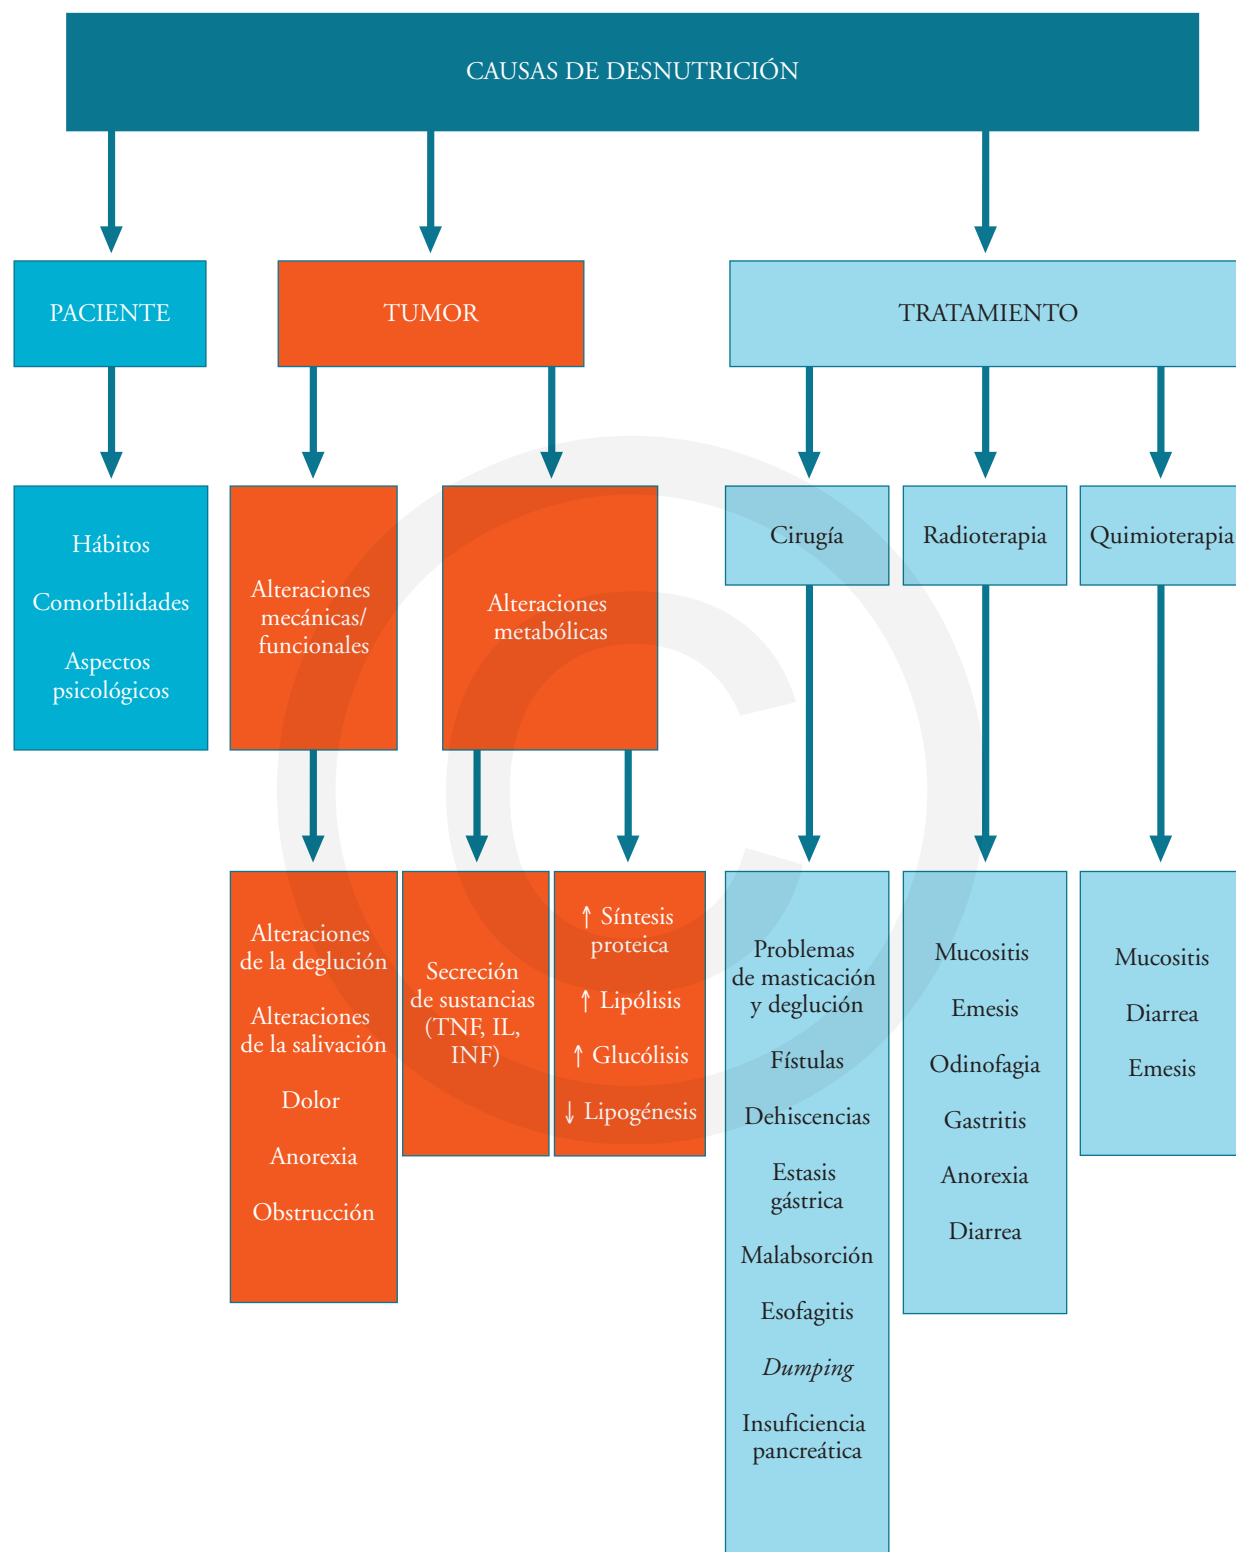 CAUSAS DE DESNUTRICIÓN
PACIENTE
TUMOR
TRATAMIENTO
Hábitos
Comorbilidades
Aspectos
psicológicos
Alteraciones
mecánicas/
funcionales
Alteraciones
metabólicas
Cirugía
Radioterapia
Quimioterapia
Alteraciones
de la deglución
Alteraciones
de la salivación
Dolor
Anorexia
Obstrucción
Secreción
de sustancias
(TNF, IL,
INF)
↑ Síntesis
proteica
↑ Lipólisis
↑ Glucólisis
↓ Lipogénesis
Problemas
de masticación
y deglución
Fístulas
Dehiscencias
Estasis
gástrica
Malabsorción
Esofagitis
Dumping
Insuficiencia
pancreática
Mucositis
Emesis
Odinofagia
Gastritis
Anorexia
Diarrea
Mucositis
Diarrea
Emesis
©